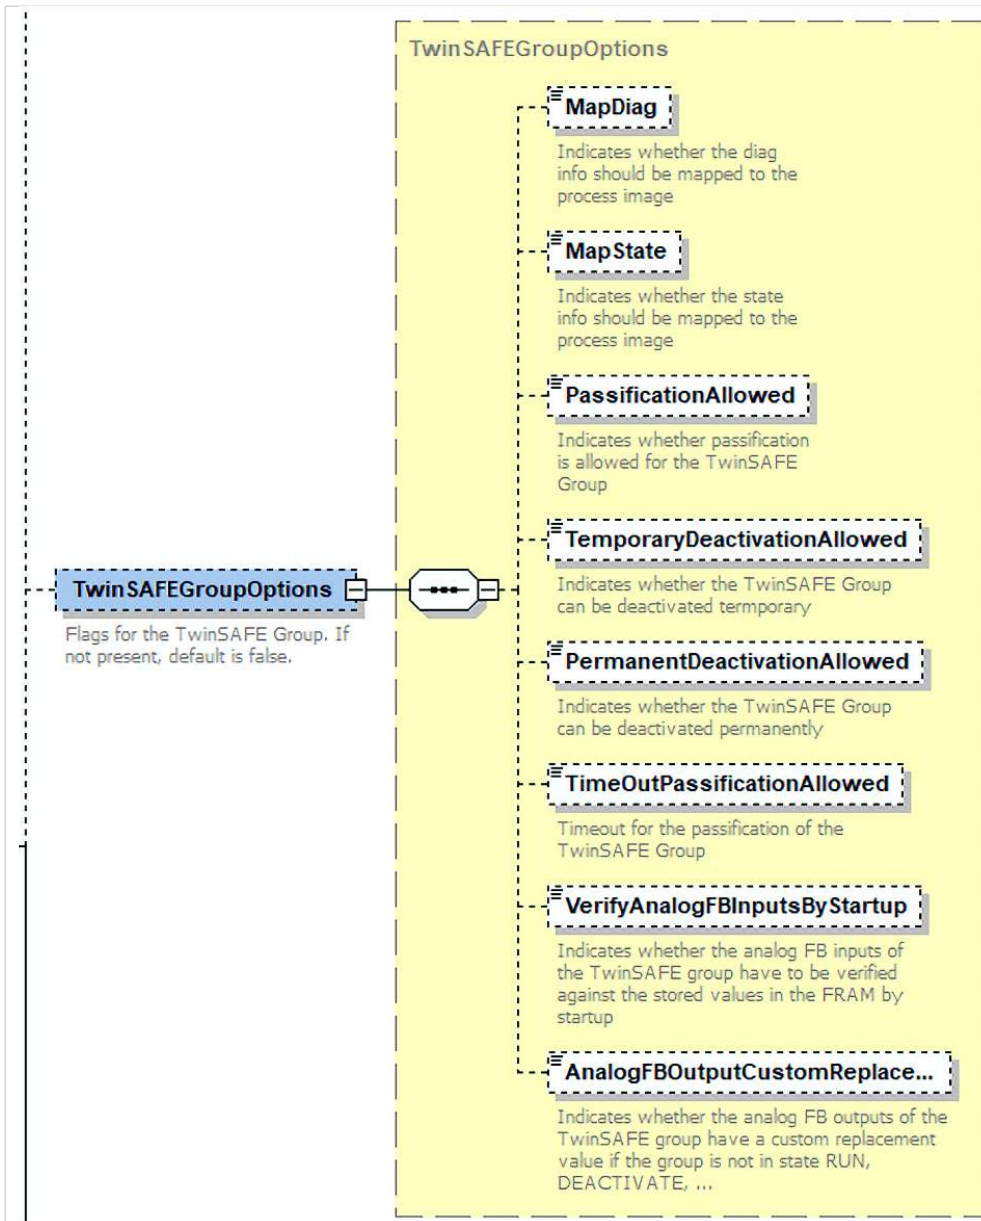 TwinSAFEGroupOptions
MapDiag
Indicates whether the diag
info should be mapped to the
process image
MapState
Indicates whether the state
info should be mapped to the
process image
PassificationAllowed
Indicates whether passification
is allowed for the TwinSAFE
Group
TemporaryDeactivationAllowed
Indicates whether the TwinSAFE Group
can be deactivated termporary
TwinSAFEGroupOptions
Flags for the TwinSAFE Group. If
not present, default is false.
PermanentDeactivationAllowed
Indicates whether the TwinSAFE Group
can be deactivated permanently
TimeOutPassificationAllowed
Timeout for the passification of the
TwinSAFE Group
VerifyAnalogFBInputsByStartup
Indicates whether the analog FB inputs of
the TwinSAFE group have to be verified
against the stored values in the FRAM by
startup
AnalogFBOutputCustomReplace...
Indicates whether the analog FB outputs of the
TwinSAFE group have a custom replacement
value if the group is not in state RUN,
DEACTIVATE, ...